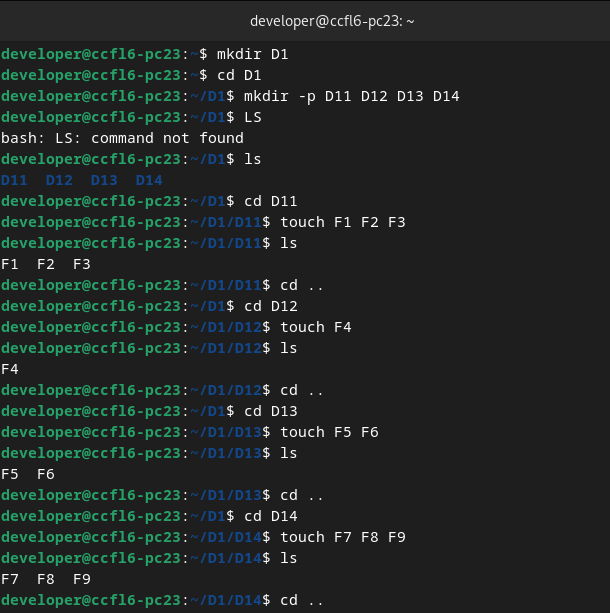 developer@ccfl6-pc23: ~
developer@ccfl6-pc23:~$ mkdir D1
developer@ccfl6-pc23:~$ cd D1
developer@ccfl6-pc23:~/D1$ mkdir -p D11 D12 D13 D14
developer@ccfl6-pc23:~/D1$ LS
bash: LS: command not found
developer@ccfl6-pc23:~/D1$ ls
D11  D12  D13  D14
developer@ccfl6-pc23:~/D1$ cd D11
developer@ccfl6-pc23:~/D1/D11$ touch F1 F2 F3
developer@ccfl6-pc23:~/D1/D11$ ls
F1  F2  F3
developer@ccfl6-pc23:~/D1/D11$ cd ..
developer@ccfl6-pc23:~/D1$ cd D12
developer@ccfl6-pc23:~/D1/D12$ touch F4
developer@ccfl6-pc23:~/D1/D12$ ls
F4
developer@ccfl6-pc23:~/D1/D12$ cd ..
developer@ccfl6-pc23:~/D1$ cd D13
developer@ccfl6-pc23:~/D1/D13$ touch F5 F6
developer@ccfl6-pc23:~/D1/D13$ ls
F5  F6
developer@ccfl6-pc23:~/D1/D13$ cd ..
developer@ccfl6-pc23:~/D1$ cd D14
developer@ccfl6-pc23:~/D1/D14$ touch F7 F8 F9
developer@ccfl6-pc23:~/D1/D14$ ls
F7  F8  F9
developer@ccfl6-pc23:~/D1/D14$ cd ..